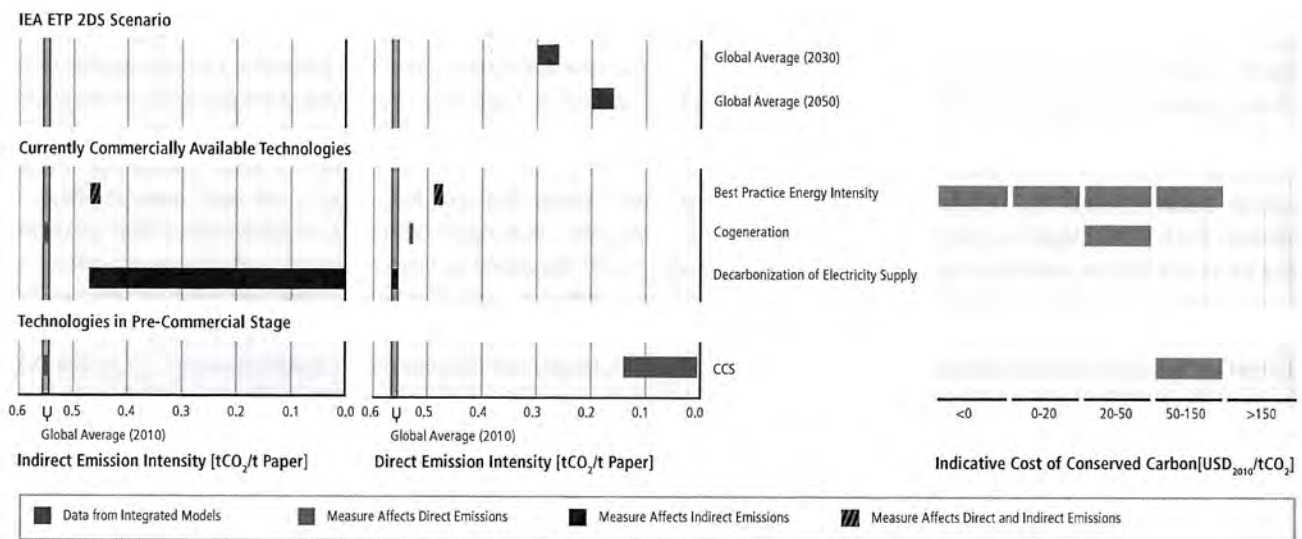 IEA ETP 2DS Scenario
Global Average (2030)
Global Average (2050)
Currently Commercially Available Technologies
Best Practice Energy Intensity
Cogeneration
Decarbonization of Electricity Supply
Technologies in Pre-Commercial Stage
CCS
0.6 0.5 0.4 0.3 0.2 0.1 0.0 0.6 0.5 0.4 0.3 0.2 0.1 0.0
<0 0-20 20-50 50-150 >150
Global Average (2010) Global Average (2010)
Indirect Emission Intensity [tCO₂/t Paper] Direct Emission Intensity [tCO₂/t Paper] Indicative Cost of Conserved Carbon[USD₂₀₁₀/tCO₂]
Data from Integrated Models Measure Affects Direct Emissions Measure Affects Indirect Emissions Measure Affects Direct and Indirect Emissions